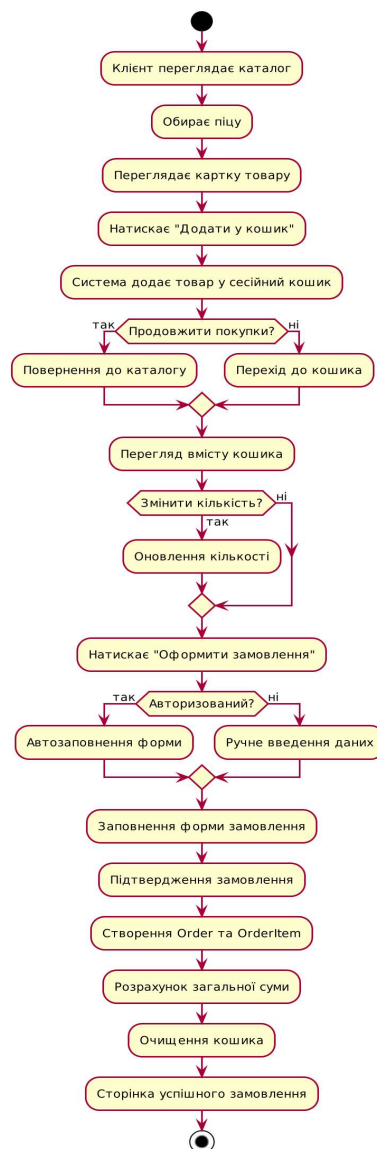 Клієнт переглядає каталог
Обирає піцу
Переглядає картку товару
Натискає "Додати у кошик"
Система додає товар у сесійний кошик
так
Продовжити покупки?
ні
Повернення до каталогу
Перехід до кошика
Перегляд вмісту кошика
Змінити кількість?
ні
так
Оновлення кількості
Натискає "Оформити замовлення"
так
Авторизований?
ні
Автозаповнення форми
Ручне введення даних
Заповнення форми замовлення
Підтвердження замовлення
Створення Order та OrderItem
Розрахунок загальної суми
Очищення кошика
Сторінка успішного замовлення